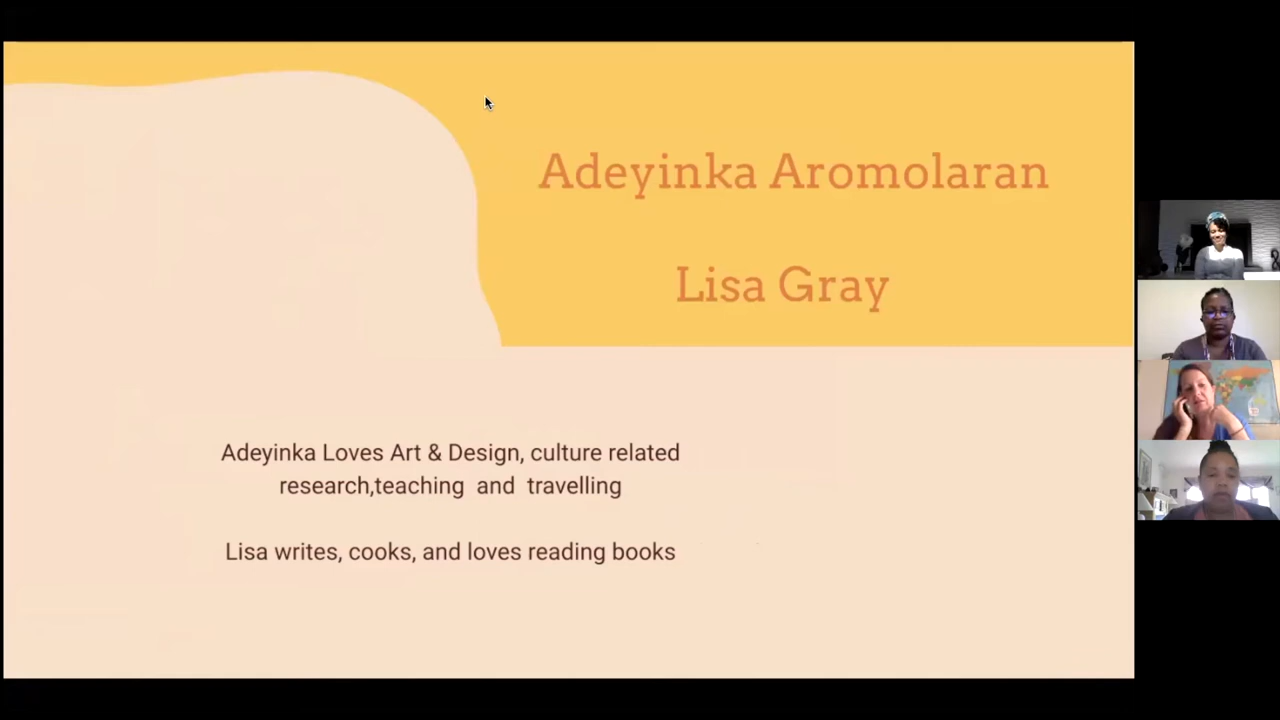 Adeyinka Aromolaran
Lisa Gray
Adeyinka Loves Art & Design, culture related
research,teaching and travelling
Lisa writes, cooks, and loves reading books